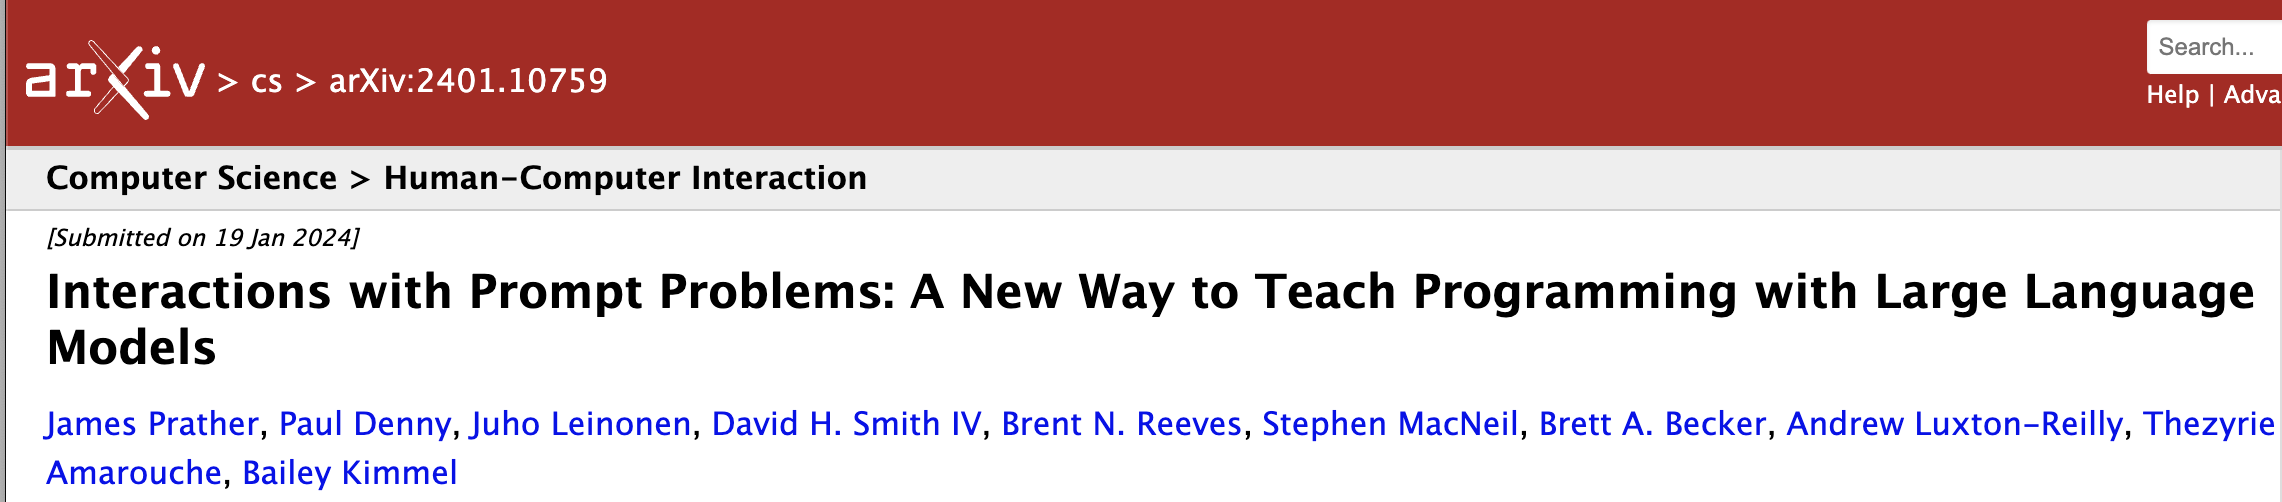 arXiv > cs > arXiv:2401.10759
Search...
Help | Adva
Computer Science > Human-Computer Interaction
[Submitted on 19 Jan 2024]
Interactions with Prompt Problems: A New Way to Teach Programming with Large Language
Models
James Prather, Paul Denny, Juho Leinonen, David H. Smith IV, Brent N. Reeves, Stephen MacNeil, Brett A. Becker, Andrew Luxton-Reilly, Thezyrie
Amarouche, Bailey Kimmel